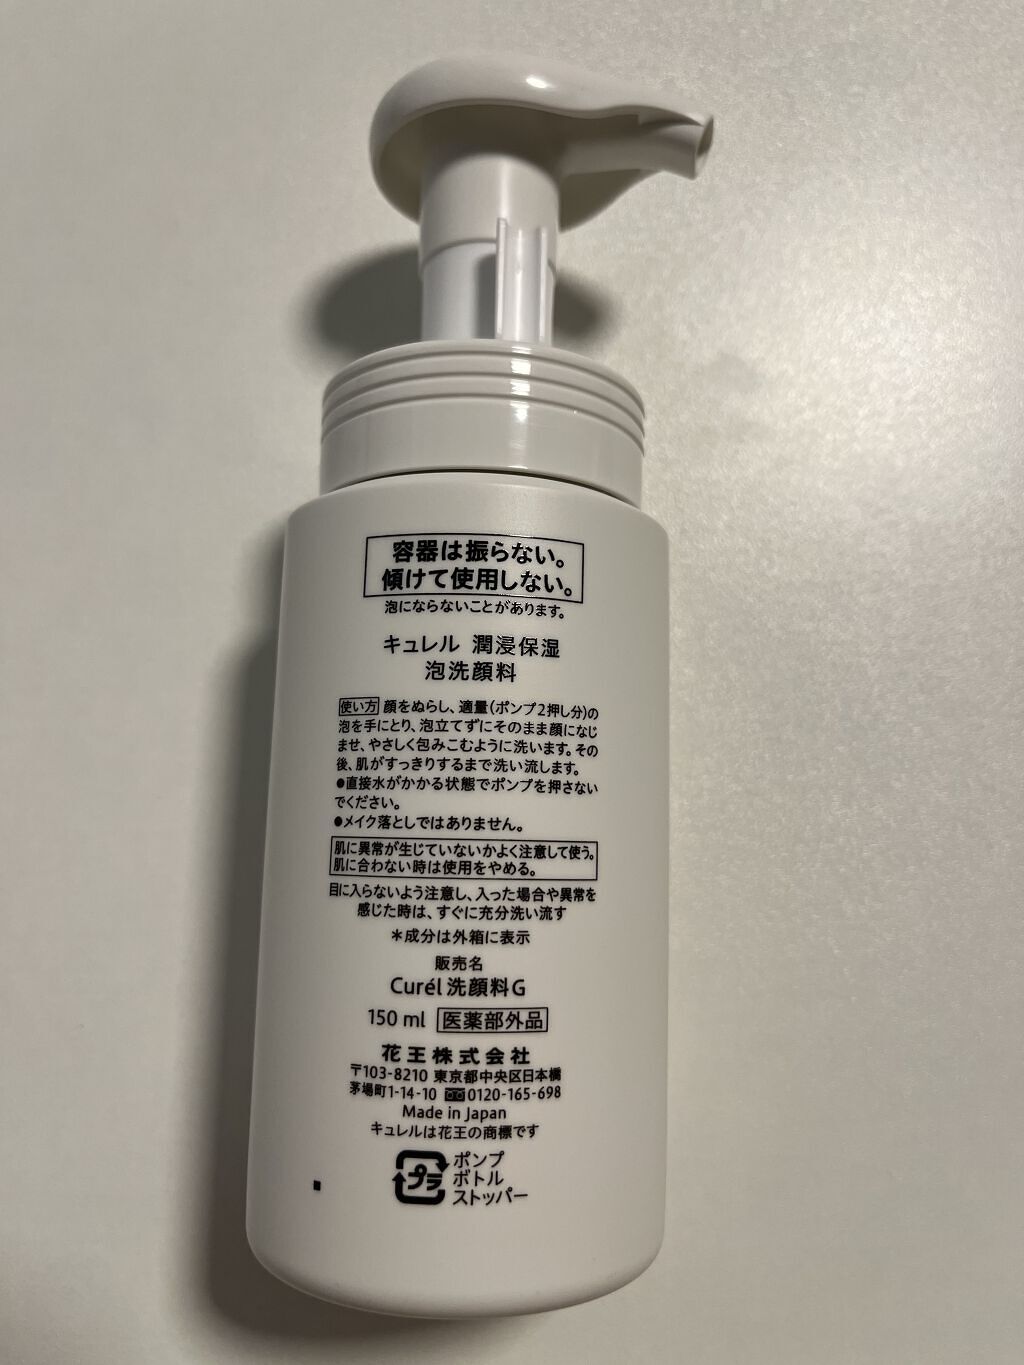 容器は振らない。
傾けて使用しない。
泡にならないことがあります。
キュレル 潤浸保湿
泡洗顔料
使い方 顔をぬらし、適量(ポンプ2押し分)の
泡を手にとり、泡立てずにそのまま顔になじ
ませ、やさしく包みこむように洗います。その
後、肌がすっきりするまで洗い流します。
●直接水がかかる状態でポンプを押さない
でください。
●メイク落としではありません。
肌に異常が生じていないかよく注意して使う。
肌に合わない時は使用をやめる。
目に入らないよう注意し、入った場合や異常を
感じた時は、すぐに充分洗い流す
＊成分は外箱に表示
販売名
Curél 洗顔料G
150 ml 医薬部外品
花王株式会社
〒103-8210 東京都中央区日本橋
茅場町1-14-10 0120-165-698
Made in Japan
キュレルは花王の商標です
プラ ポンプ
ボトル
ストッパー